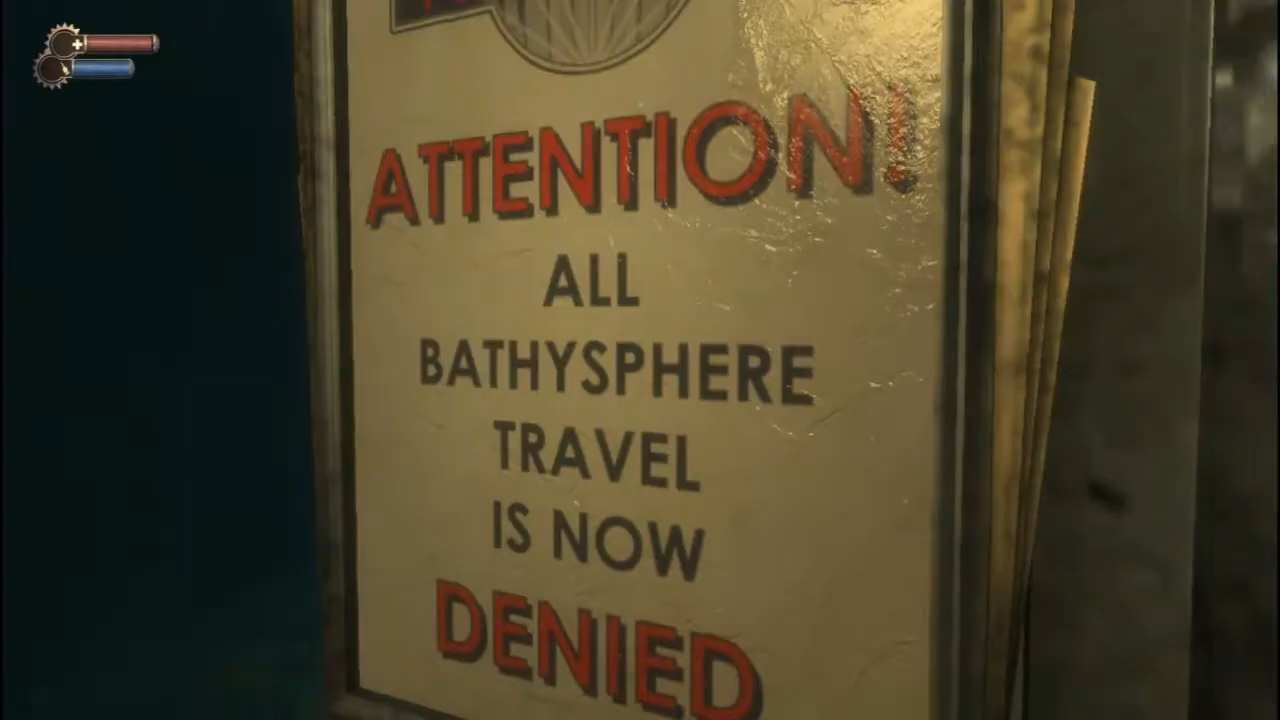 ATTENTION!
ALL
BATHYSPHERE
TRAVEL
IS NOW
DENIED